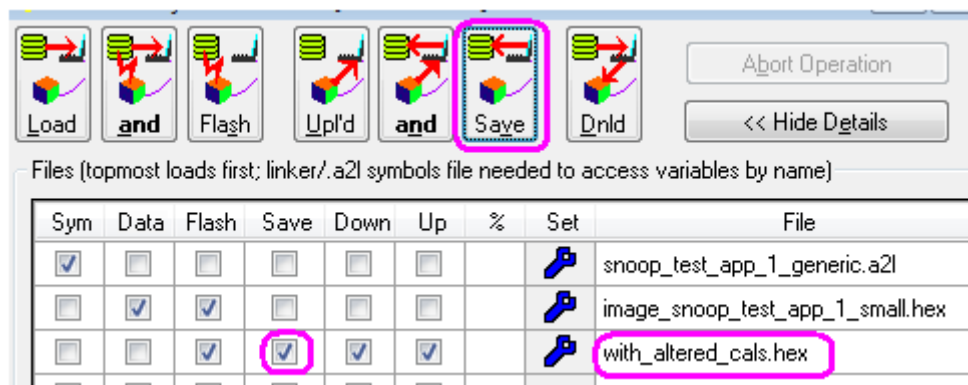 Load and Flash Upl'd and Save Dnld
Abort Operation
<< Hide Details
Files (topmost loads first; linker/.a2l symbols file needed to access variables by name)
Sym Data Flash Save Down Up % Set File
snoop_test_app_1_generic.a2l
image_snoop_test_app_1_small.hex
with_altered_cals.hex